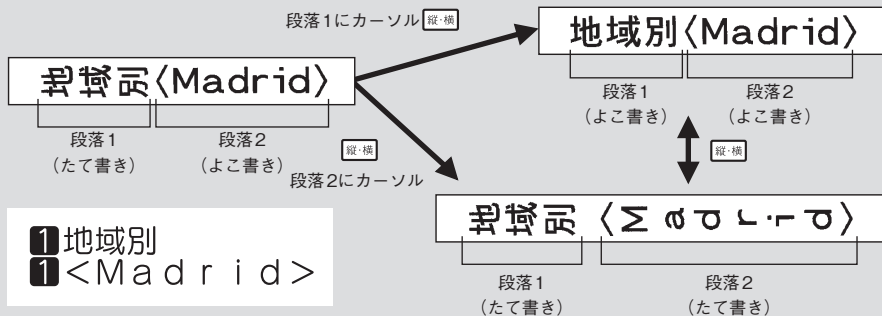 段落1にカーソル 縦・横
地域別〈Madrid〉
段落1
(よこ書き)
段落2
(よこ書き)
地域別〈Madrid〉
段落1
(たて書き)
段落2
(よこ書き)
縦・横
段落2にカーソル
縦・横
地域別〈Madrid〉
段落1
(たて書き)
段落2
(たて書き)
1地域別
1<Madrid>